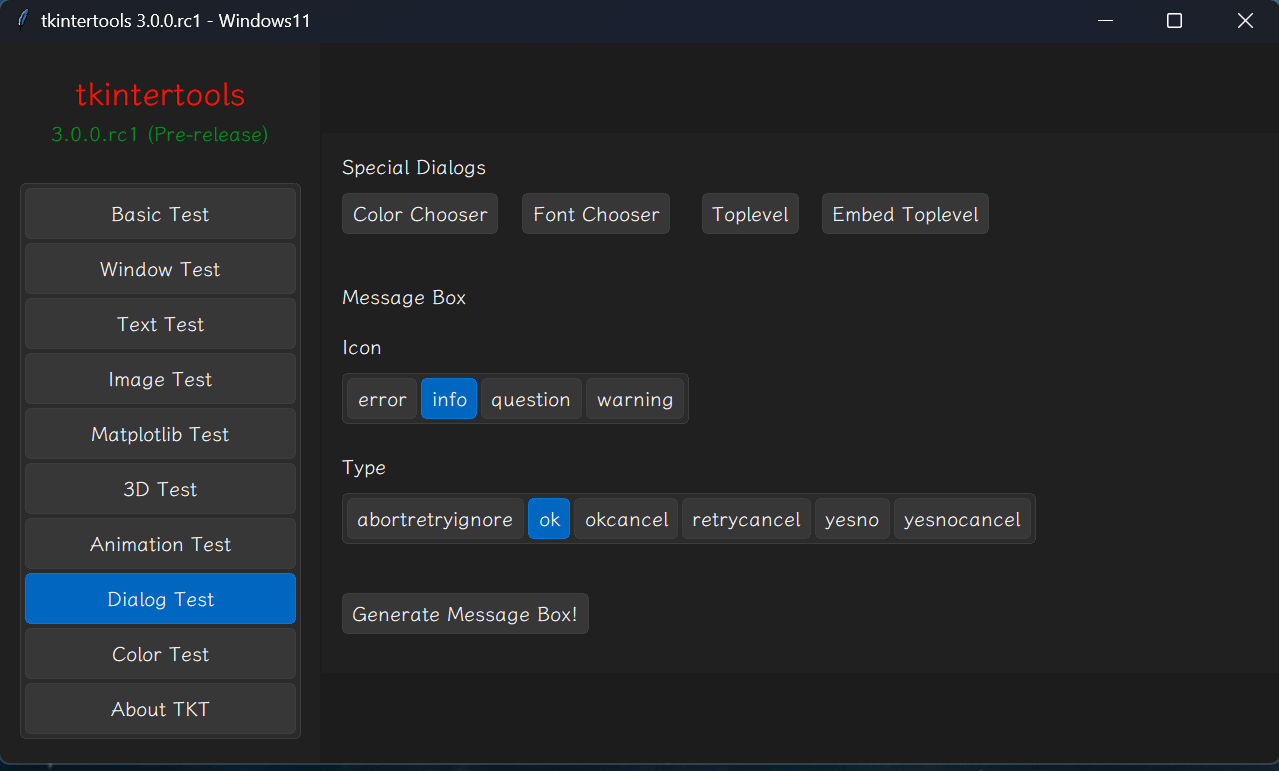 tkintertools 3.0.0.rc1 - Windows11
tkintertools
3.0.0.rc1 (Pre-release)
Basic Test
Window Test
Text Test
Image Test
Matplotlib Test
3D Test
Animation Test
Dialog Test
Color Test
About TKT
Special Dialogs
Color Chooser Font Chooser Toplevel Embed Toplevel
Message Box
Icon
error info question warning
Type
abortretryignore ok okcancel retrycancel yesno yesnocancel
Generate Message Box!